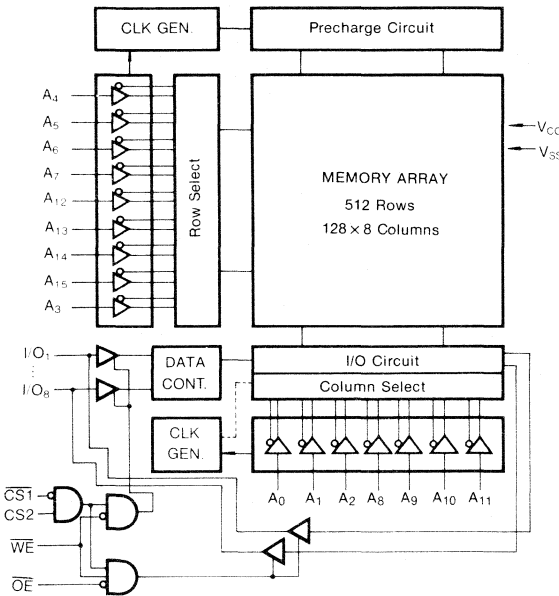 CLK GEN.
Precharge Circuit
A4
A5
A6
A7
A12
A13
A14
A15
A3
Row Select
MEMORY ARRAY
512 Rows
128 × 8 Columns
VCC
VSS
I/O1
I/O8
DATA
CONT.
I/O Circuit
Column Select
CLK
GEN.
A0
A1
A2
A8
A9
A10
A11
CS1
CS2
WE
OE